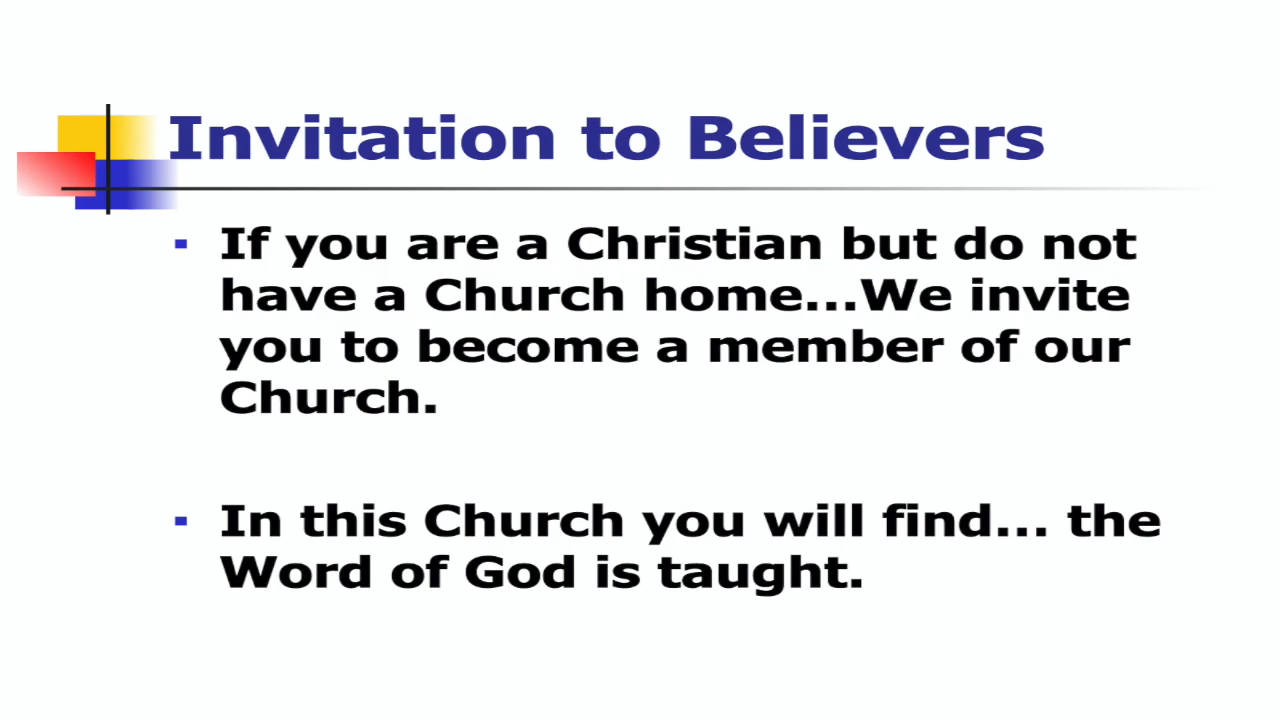 Invitation to Believers
▪ If you are a Christian but do not
have a Church home...We invite
you to become a member of our
Church.
▪ In this Church you will find... the
Word of God is taught.